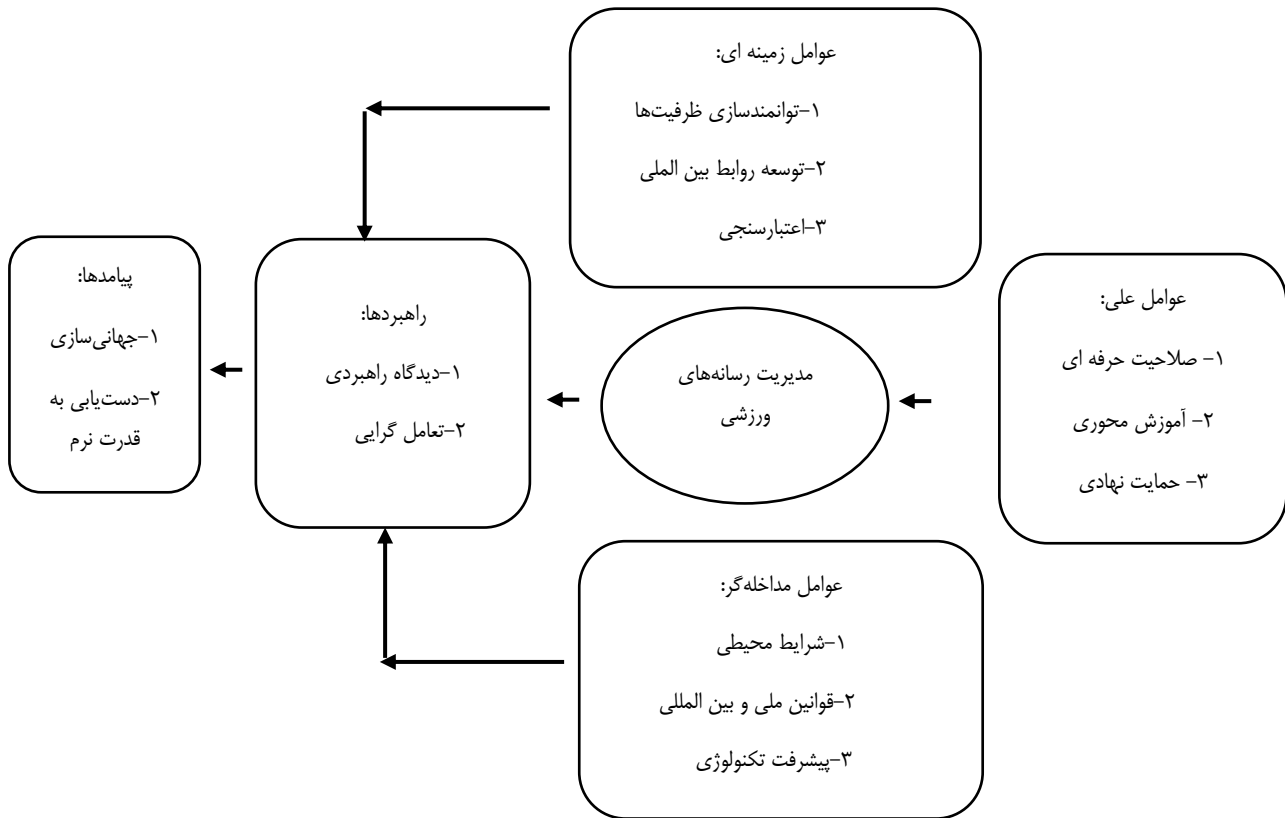 عوامل زمینه ای:
۱-توانمندسازی ظرفیت‌ها
۲-توسعه روابط بین الملی
۳-اعتبارسنجی
عوامل علی:
۱- صلاحیت حرفه ای
۲- آموزش محوری
۳- حمایت نهادی
مدیریت رسانه‌های
ورزشی
راهبردها:
۱-دیدگاه راهبردی
۲-تعامل گرایی
پیامدها:
۱-جهانی‌سازی
۲-دست‌یابی به
قدرت نرم
عوامل مداخله‌گر:
۱-شرایط محیطی
۲-قوانین ملی و بین المللی
۳-پیشرفت تکنولوژی